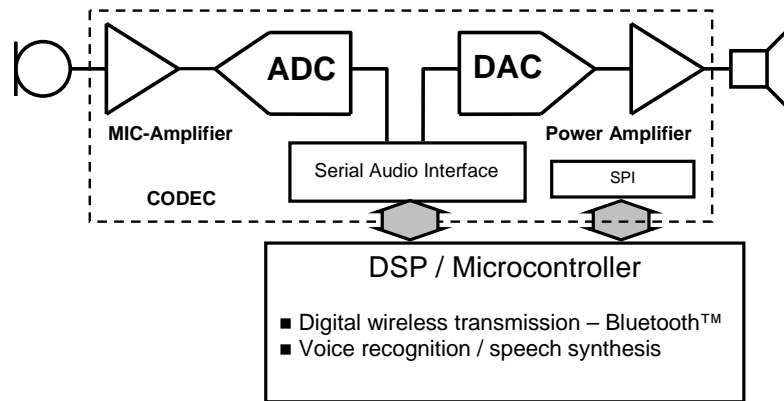 ADC
DAC
MIC-Amplifier
Power Amplifier
Serial Audio Interface
SPI
CODEC
DSP / Microcontroller
■ Digital wireless transmission – Bluetooth™
■ Voice recognition / speech synthesis